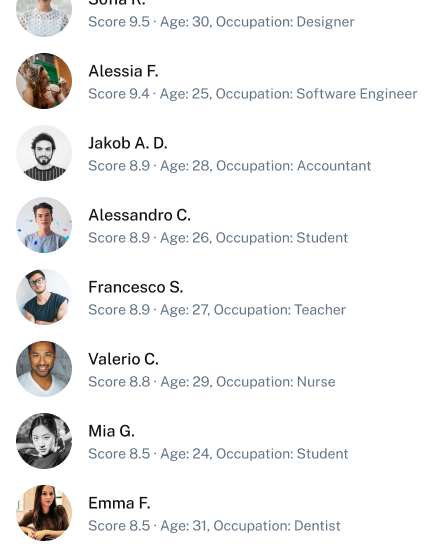 Sofia R.
Score 9.5 · Age: 30, Occupation: Designer
Alessia F.
Score 9.4 · Age: 25, Occupation: Software Engineer
Jakob A. D.
Score 8.9 · Age: 28, Occupation: Accountant
Alessandro C.
Score 8.9 · Age: 26, Occupation: Student
Francesco S.
Score 8.9 · Age: 27, Occupation: Teacher
Valerio C.
Score 8.8 · Age: 29, Occupation: Nurse
Mia G.
Score 8.5 · Age: 24, Occupation: Student
Emma F.
Score 8.5 · Age: 31, Occupation: Dentist